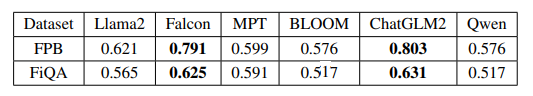 Dataset Llama2 Falcon MPT BLOOM ChatGLM2 Qwen
FPB 0.621 0.791 0.599 0.576 0.803 0.576
FiQA 0.565 0.625 0.591 0.517 0.631 0.517